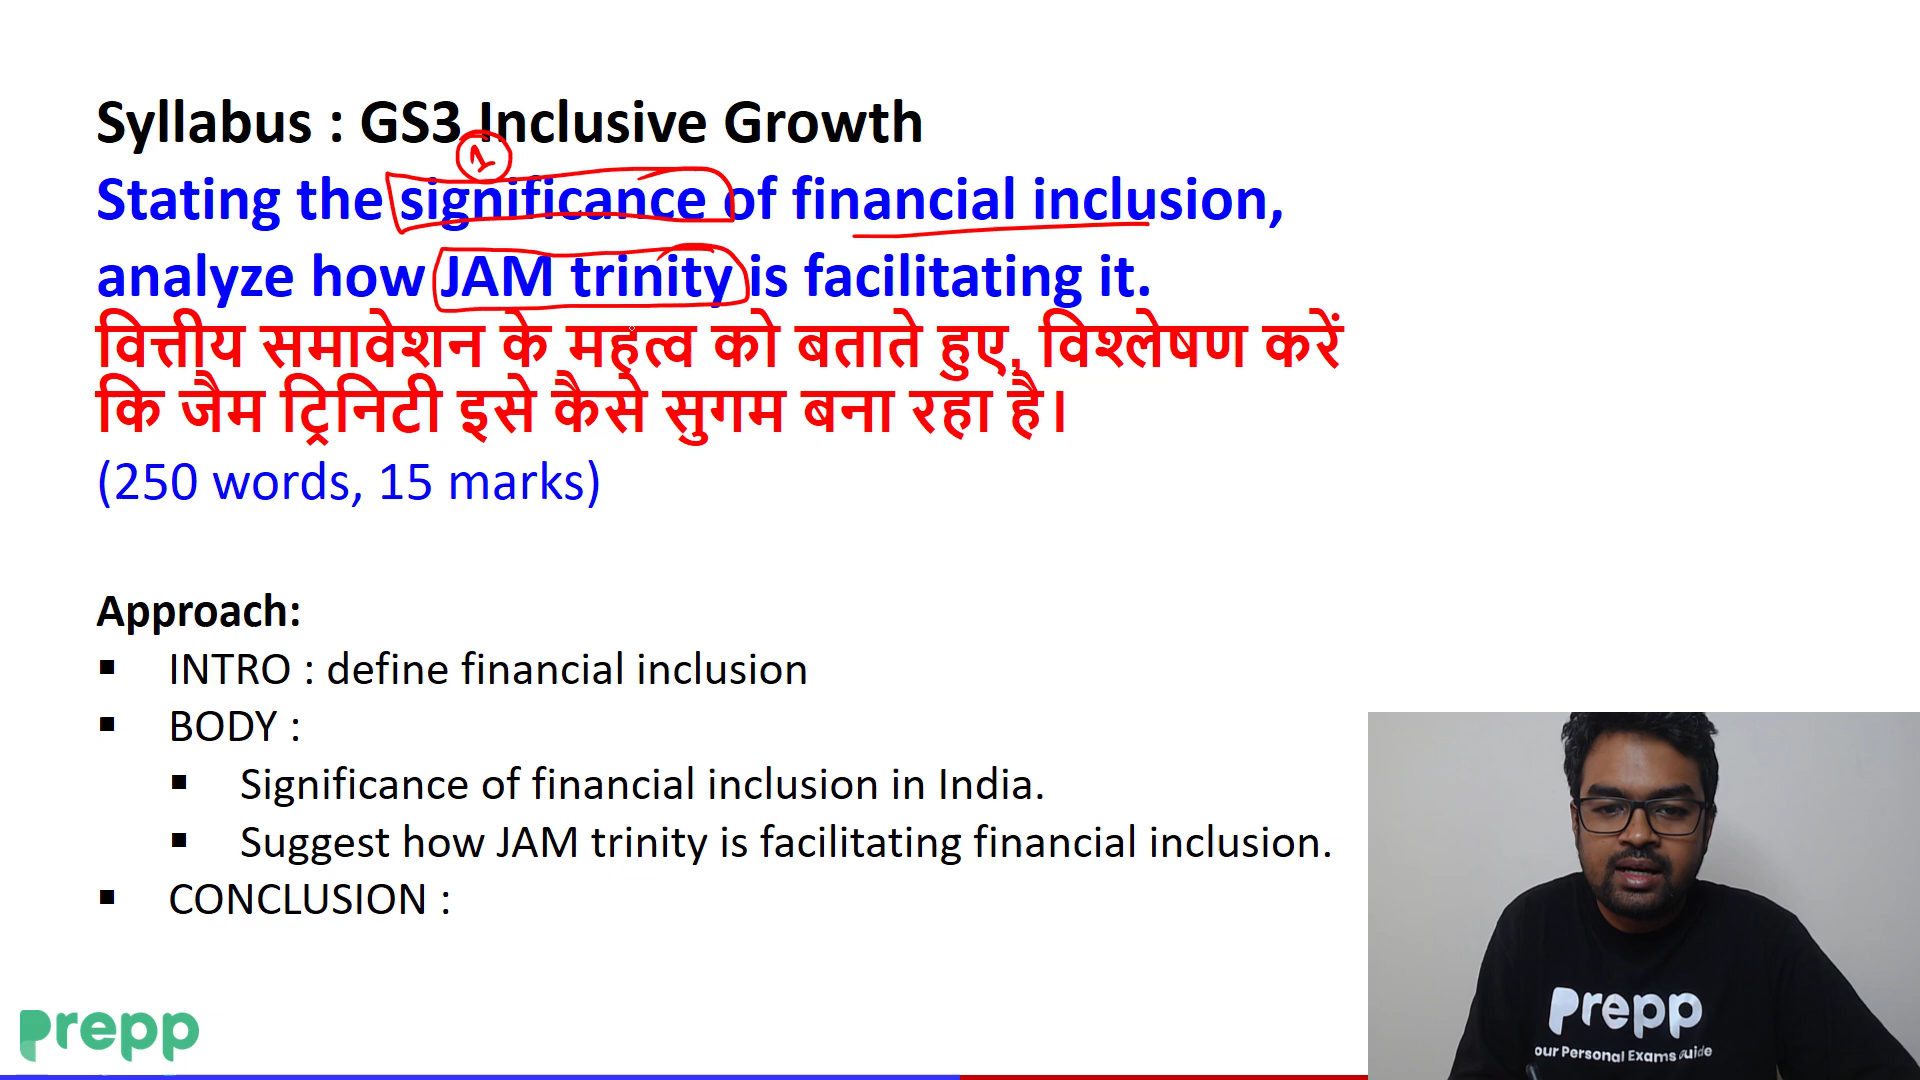 Syllabus : GS3 Inclusive Growth
1
Stating the significance of financial inclusion,
analyze how JAM trinity is facilitating it.
वित्तीय समावेशन के महत्व को बताते हुए, विश्लेषण करें
कि जैम ट्रिनिटी इसे कैसे सुगम बना रहा है।
(250 words, 15 marks)
Approach:
▪ INTRO : define financial inclusion
▪ BODY :
▪ Significance of financial inclusion in India.
▪ Suggest how JAM trinity is facilitating financial inclusion.
▪ CONCLUSION :
Prepp
Prepp
our Personal Exams Guide